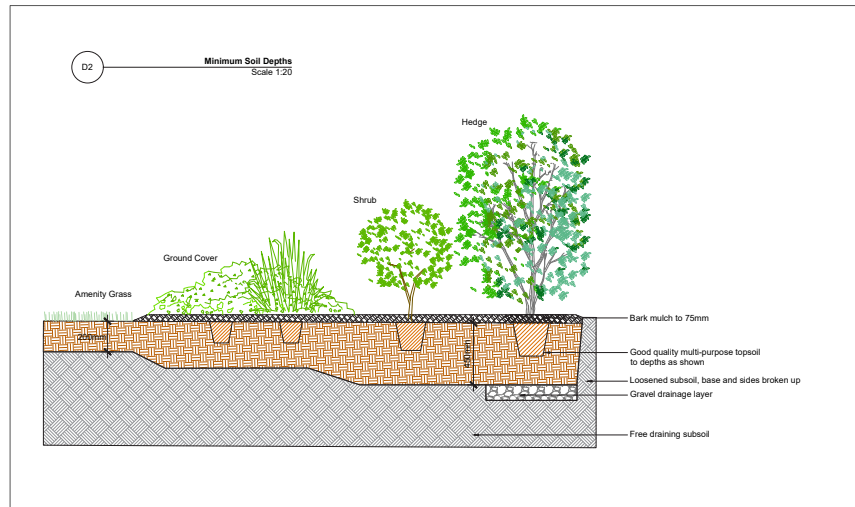 D2
Minimum Soil Depths
Scale 1:20
Hedge
Shrub
Ground Cover
Amenity Grass
Bark mulch to 75mm
200mm
Good quality multi-purpose topsoil
to depths as shown
Loosened subsoil, base and sides broken up
Gravel drainage layer
Free draining subsoil